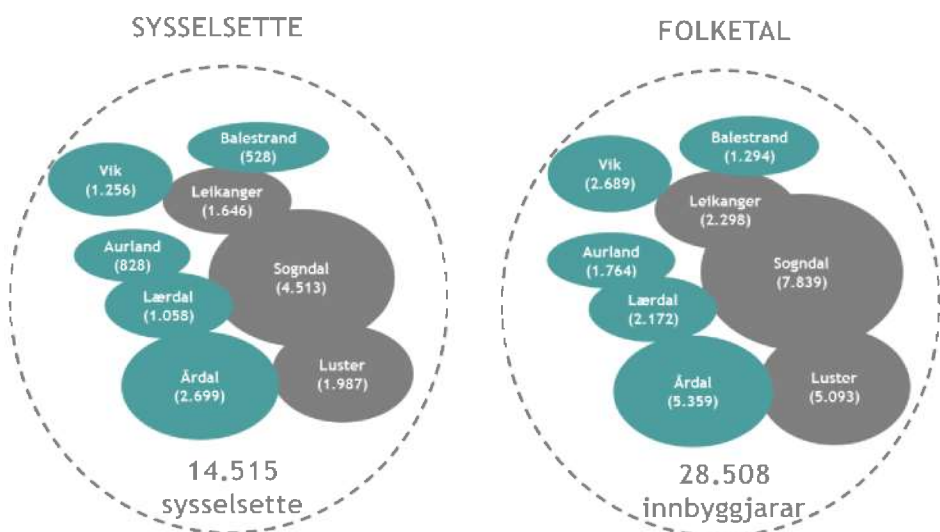 SYSSELSETTE
Balestrand
(528)
Vik
(1.256)
Leikanger
(1.646)
Aurland
(828)
Sogndal
(4.513)
Lærdal
(1.058)
Årdal
(2.699)
Luster
(1.987)
14.515
sysselsette
FOLKETAL
Balestrand
(1.294)
Vik
(2.689)
Leikanger
(2.298)
Aurland
(1.764)
Sogndal
(7.839)
Lærdal
(2.172)
Årdal
(5.359)
Luster
(5.093)
28.508
innbyggjarar